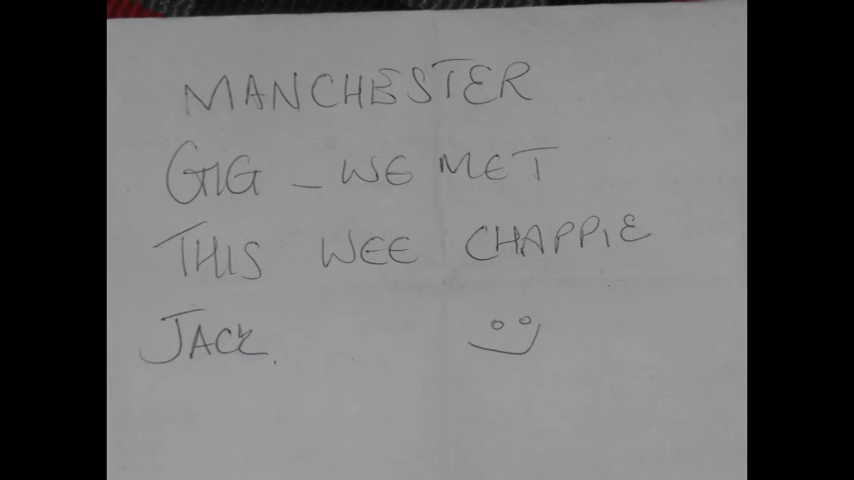 MANCHESTER
GIG - WE MET
THIS WEE CHAPPIE
JACK.